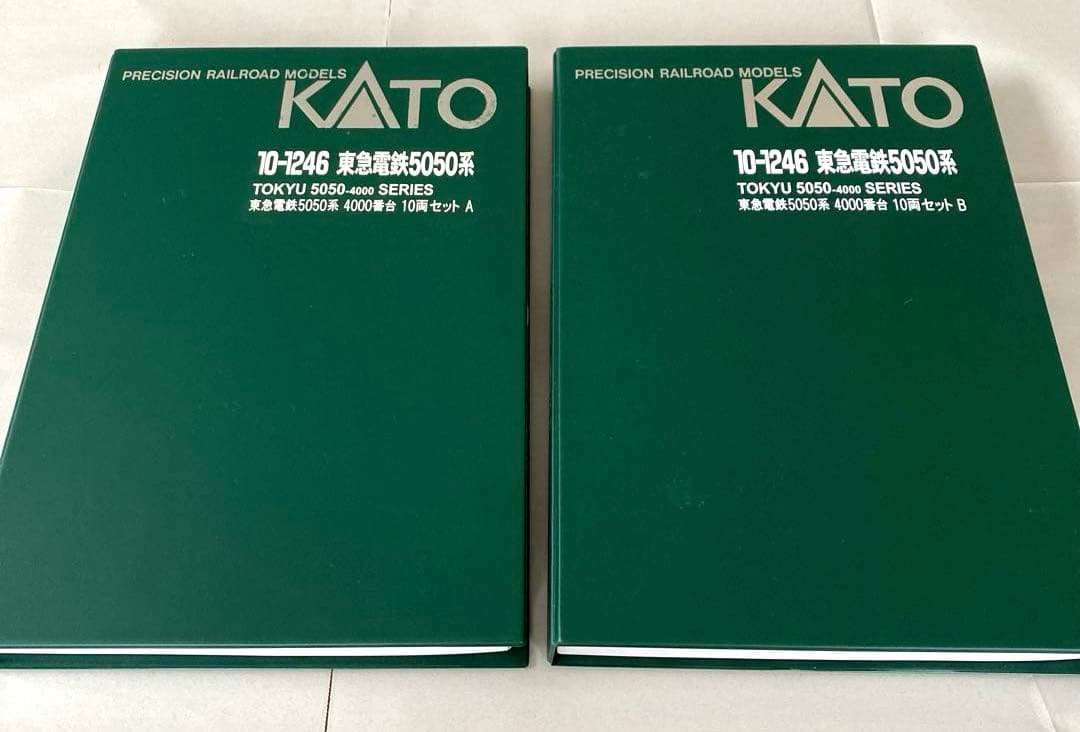 PRECISION RAILROAD MODELS
KATO
10-1246 東急電鉄5050系
TOKYU 5050-4000 SERIES
東急電鉄5050系 4000番台 10両セット A
PRECISION RAILROAD MODELS
KATO
10-1246 東急電鉄5050系
TOKYU 5050-4000 SERIES
東急電鉄5050系 4000番台 10両セット B